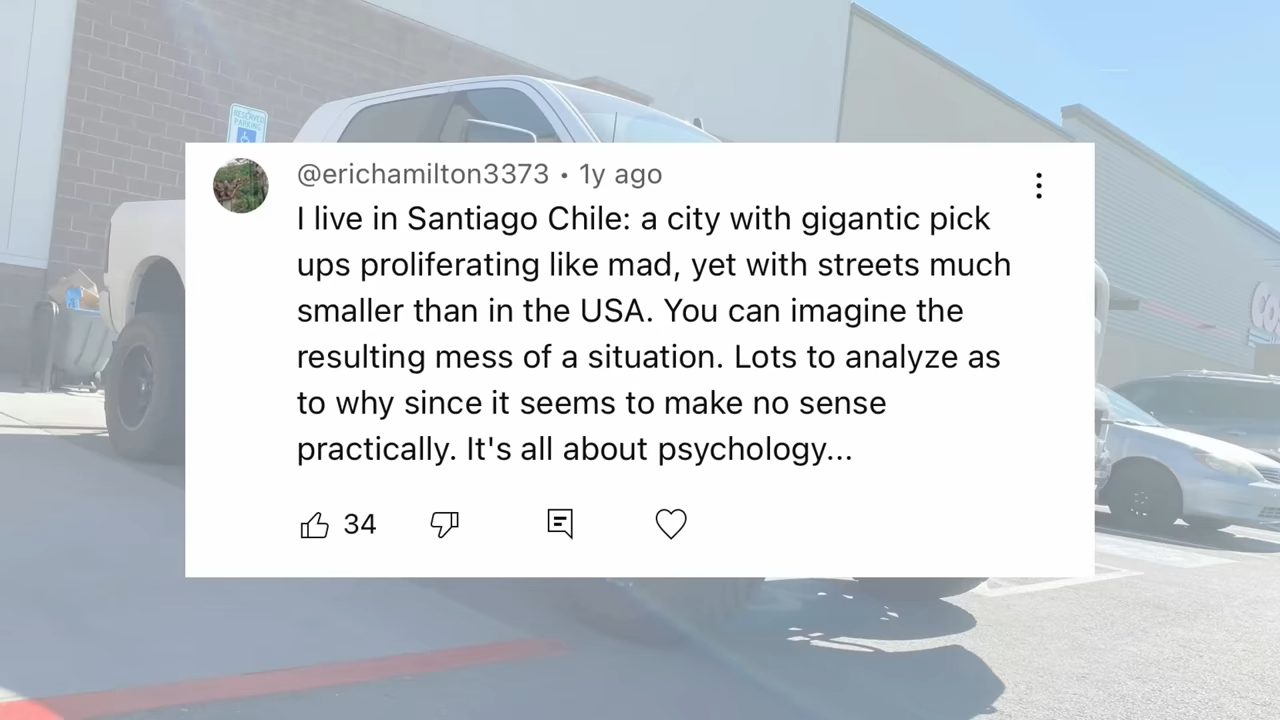 RESERVED
PARKING
@erichamilton3373 • 1y ago
I live in Santiago Chile: a city with gigantic pick
ups proliferating like mad, yet with streets much
smaller than in the USA. You can imagine the
resulting mess of a situation. Lots to analyze as
to why since it seems to make no sense
practically. It's all about psychology...
34